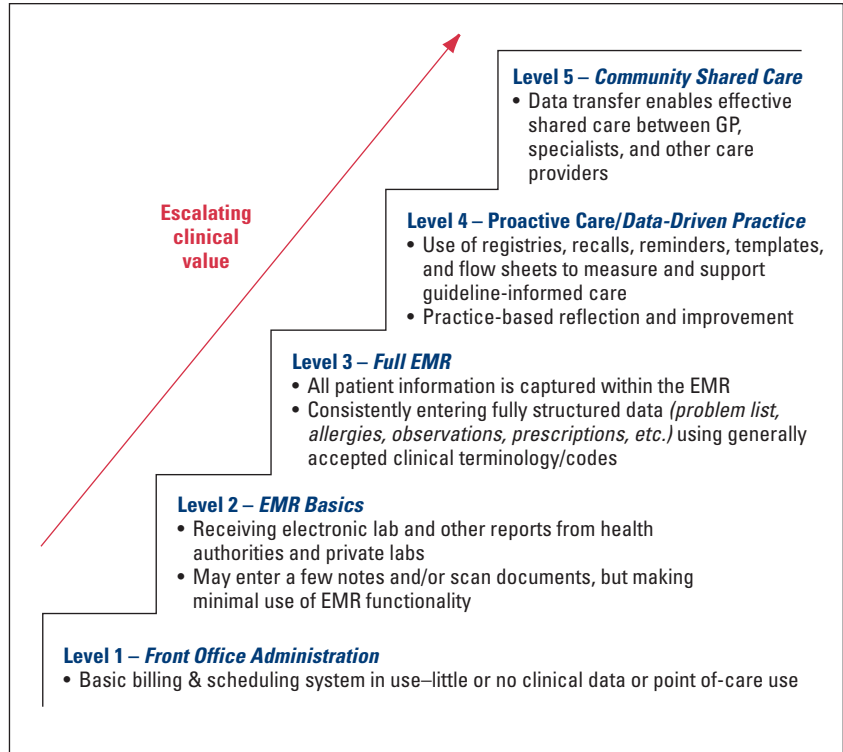 Level 5 – Community Shared Care
• Data transfer enables effective
shared care between GP,
specialists, and other care
providers
Escalating
clinical
value
Level 4 – Proactive Care/Data-Driven Practice
• Use of registries, recalls, reminders, templates,
and flow sheets to measure and support
guideline-informed care
• Practice-based reflection and improvement
Level 3 – Full EMR
• All patient information is captured within the EMR
• Consistently entering fully structured data (problem list,
allergies, observations, prescriptions, etc.) using generally
accepted clinical terminology/codes
Level 2 – EMR Basics
• Receiving electronic lab and other reports from health
authorities and private labs
• May enter a few notes and/or scan documents, but making
minimal use of EMR functionality
Level 1 – Front Office Administration
• Basic billing & scheduling system in use–little or no clinical data or point of-care use